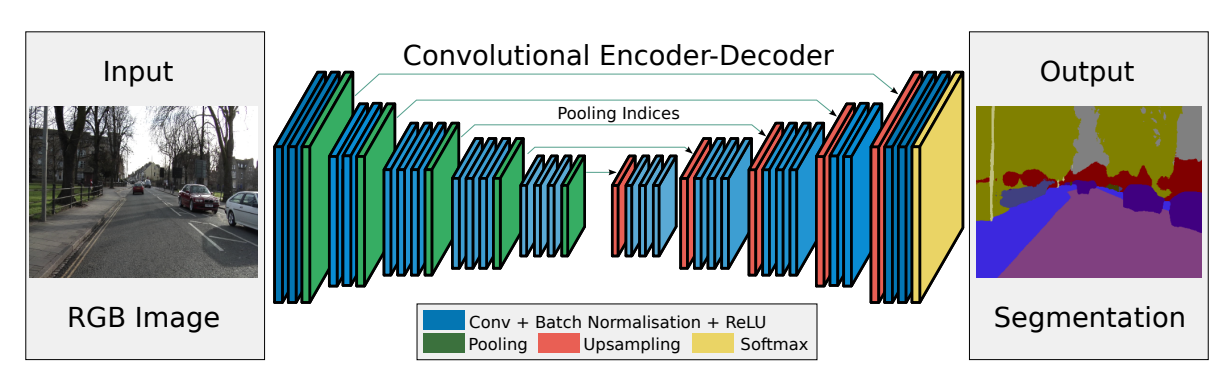 Convolutional Encoder-Decoder
Input
Output
Pooling Indices
RGB Image
Segmentation
Conv + Batch Normalisation + ReLU
Pooling
Upsampling
Softmax